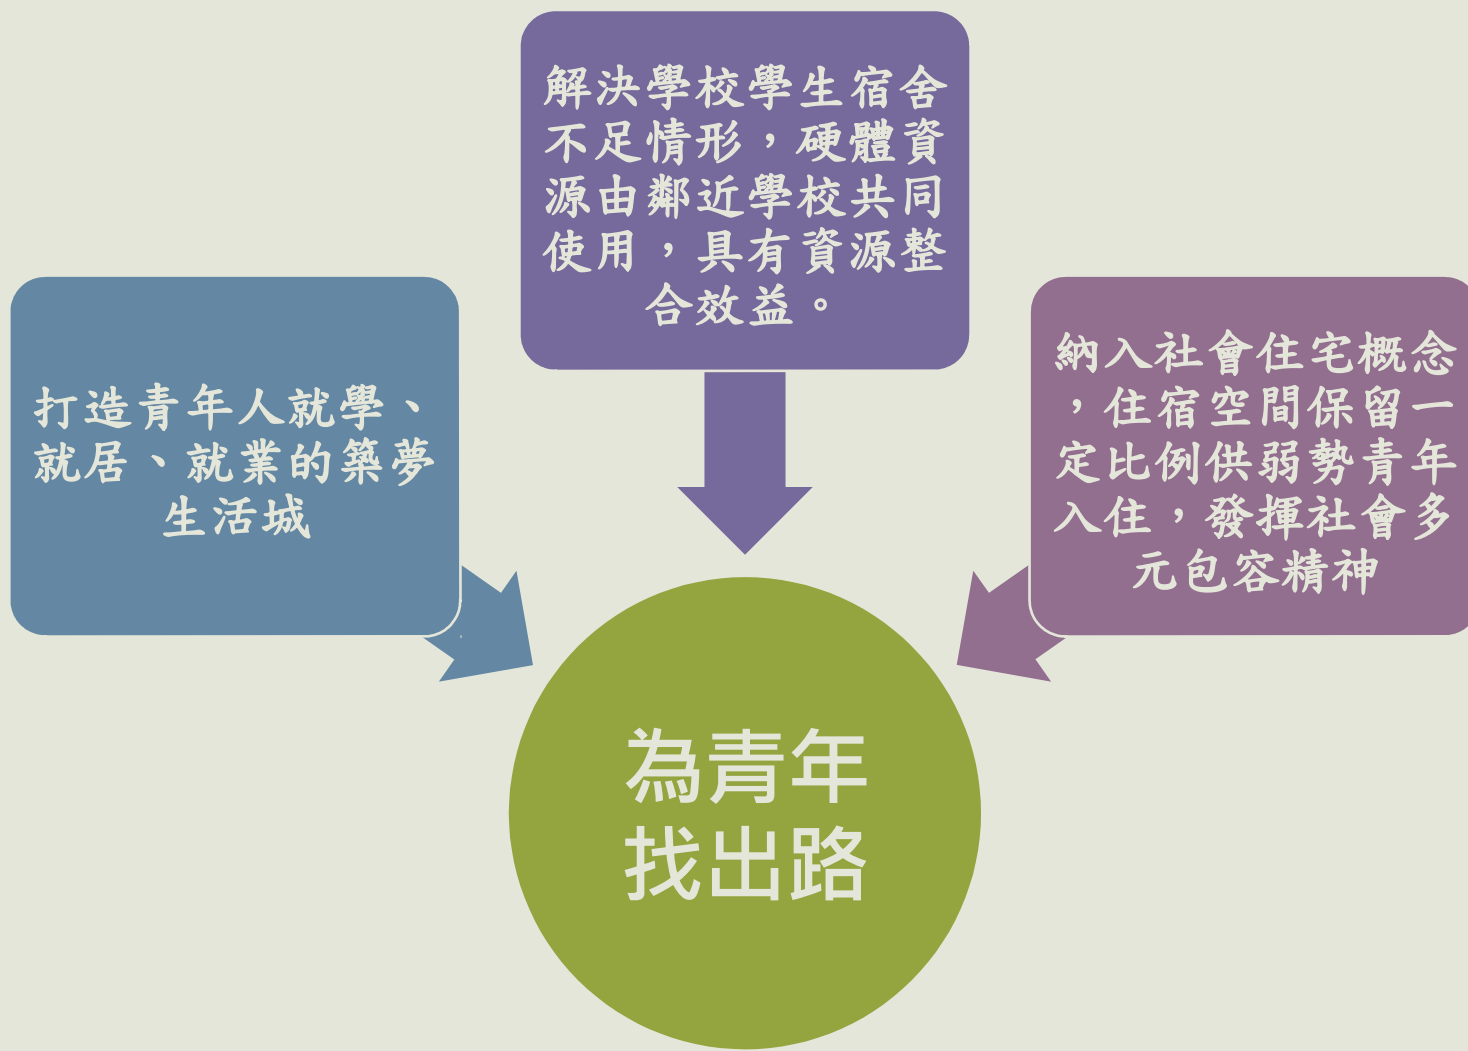 解決學校學生宿舍
不足情形，硬體資
源由鄰近學校共同
使用，具有資源整
合效益。
打造青年人就學、
就居、就業的築夢
生活城
納入社會住宅概念
，住宿空間保留一
定比例供弱勢青年
入住，發揮社會多
元包容精神
為青年
找出路